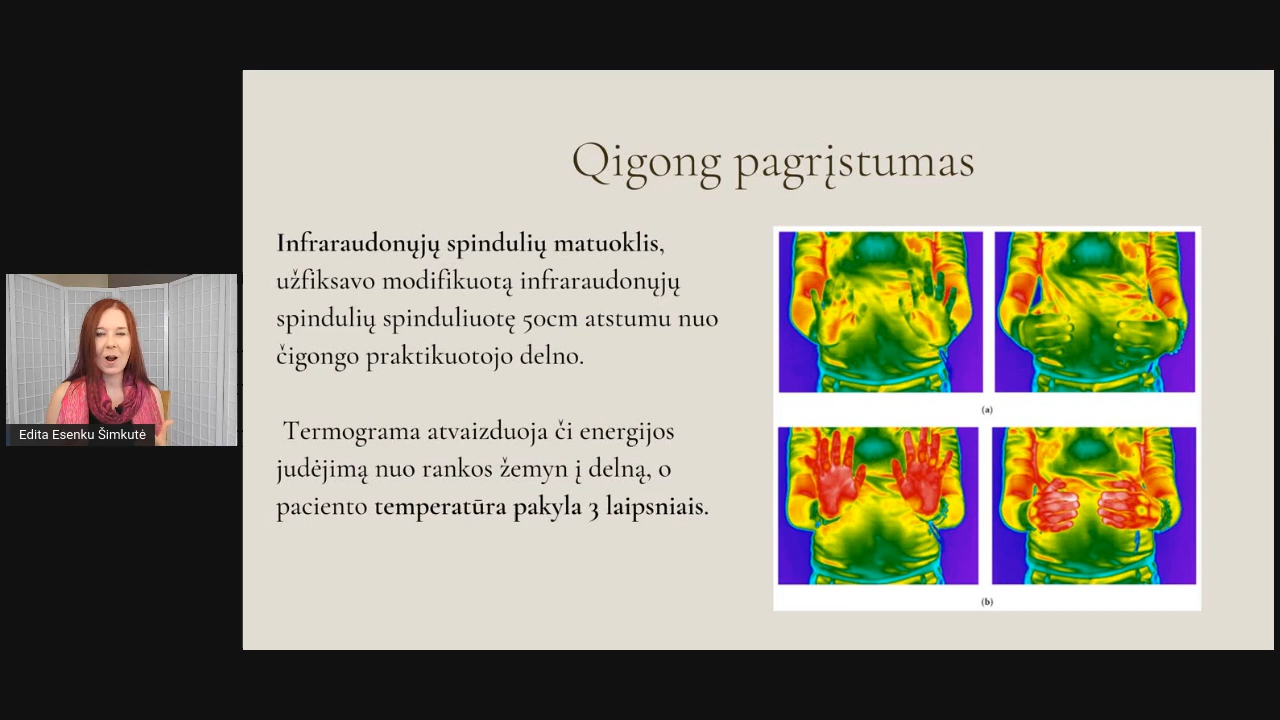 Qigong pagrįstumas
Infraraudonųjų spindulių matuoklis,
užfiksavo modifikuotą infraraudonųjų
spindulių spinduliuotę 50cm atstumu nuo
čigongo praktikuotojo delno.
Termograma atvaizduoja či energijos
judėjimą nuo rankos žemyn į delną, o
paciento temperatūra pakyla 3 laipsniais.
(a)
(b)
Edita Esenku Šimkutė